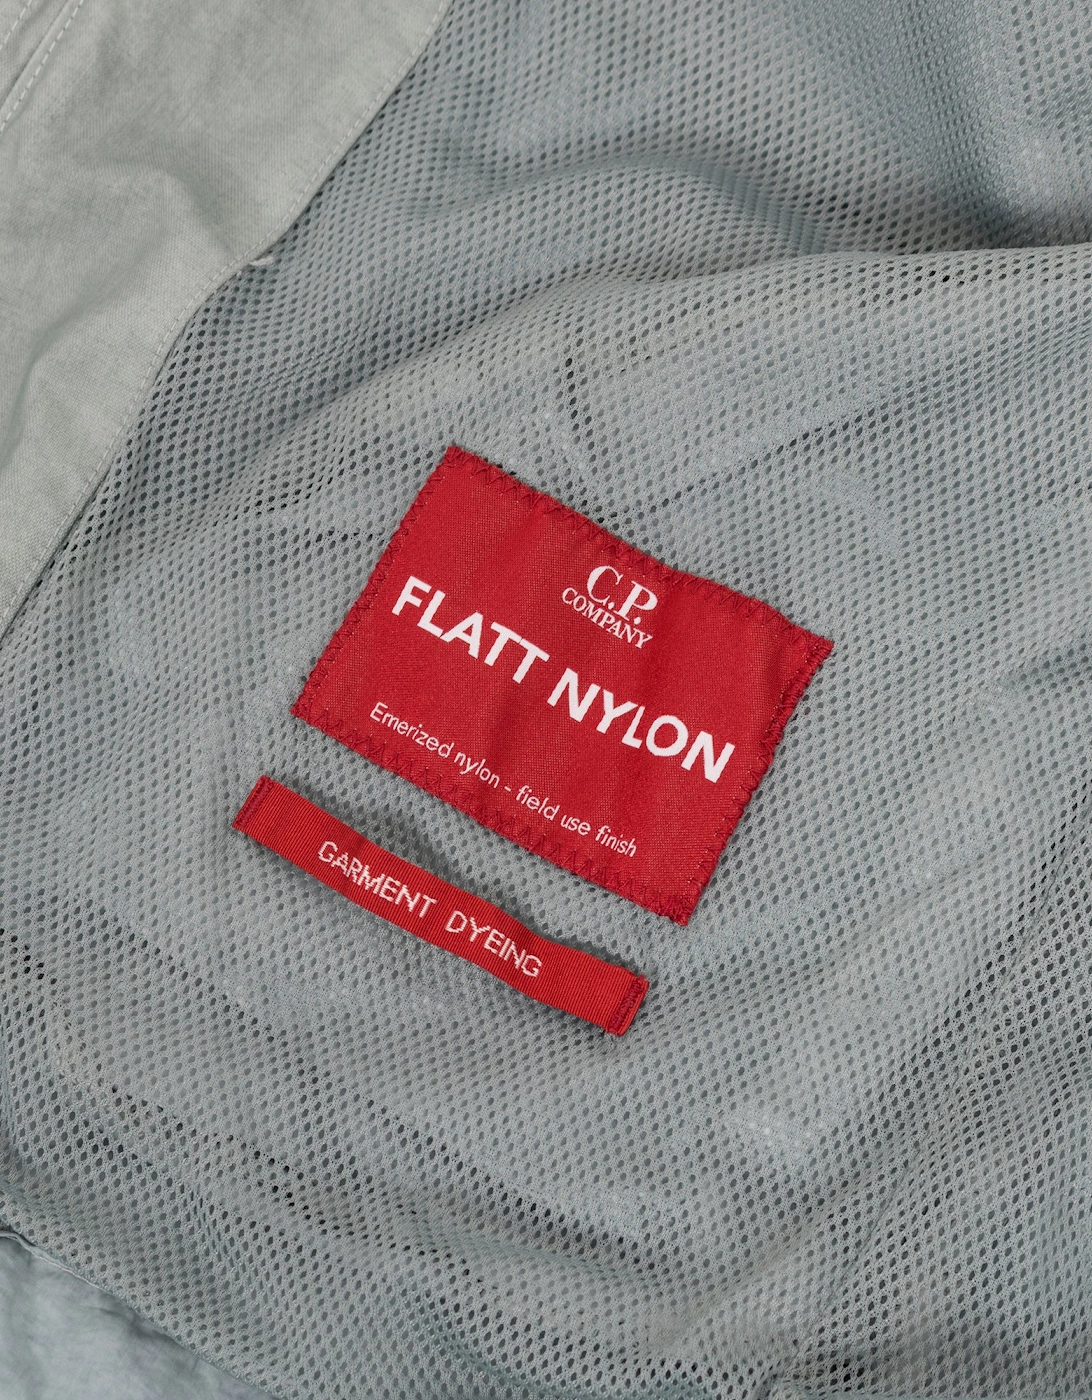 C.P.
COMPANY
FLATT NYLON
Emerized nylon - field use finish
GARMENT DYEING